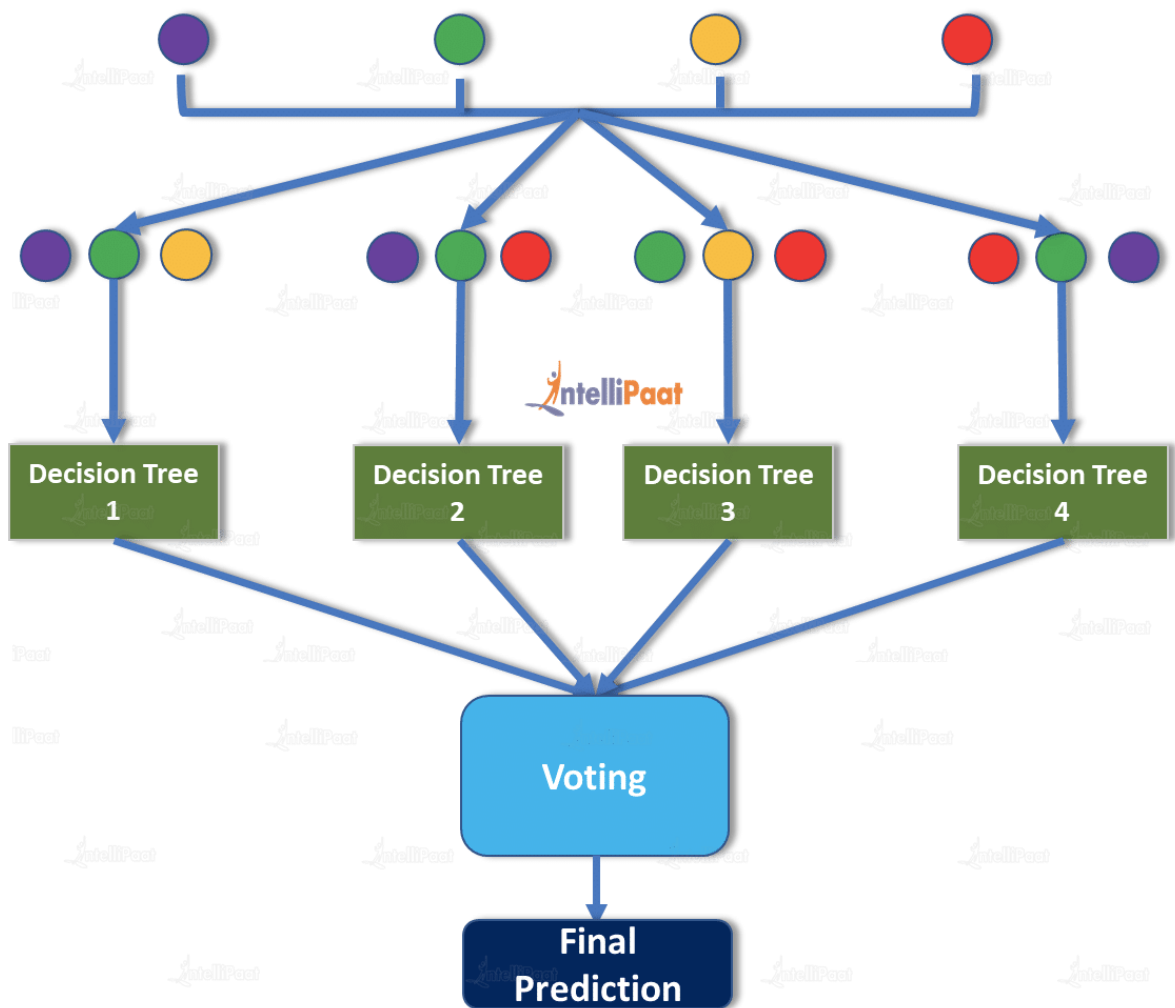 IntelliPaat
Decision Tree
1
Decision Tree
2
Decision Tree
3
Decision Tree
4
Voting
Final
Prediction